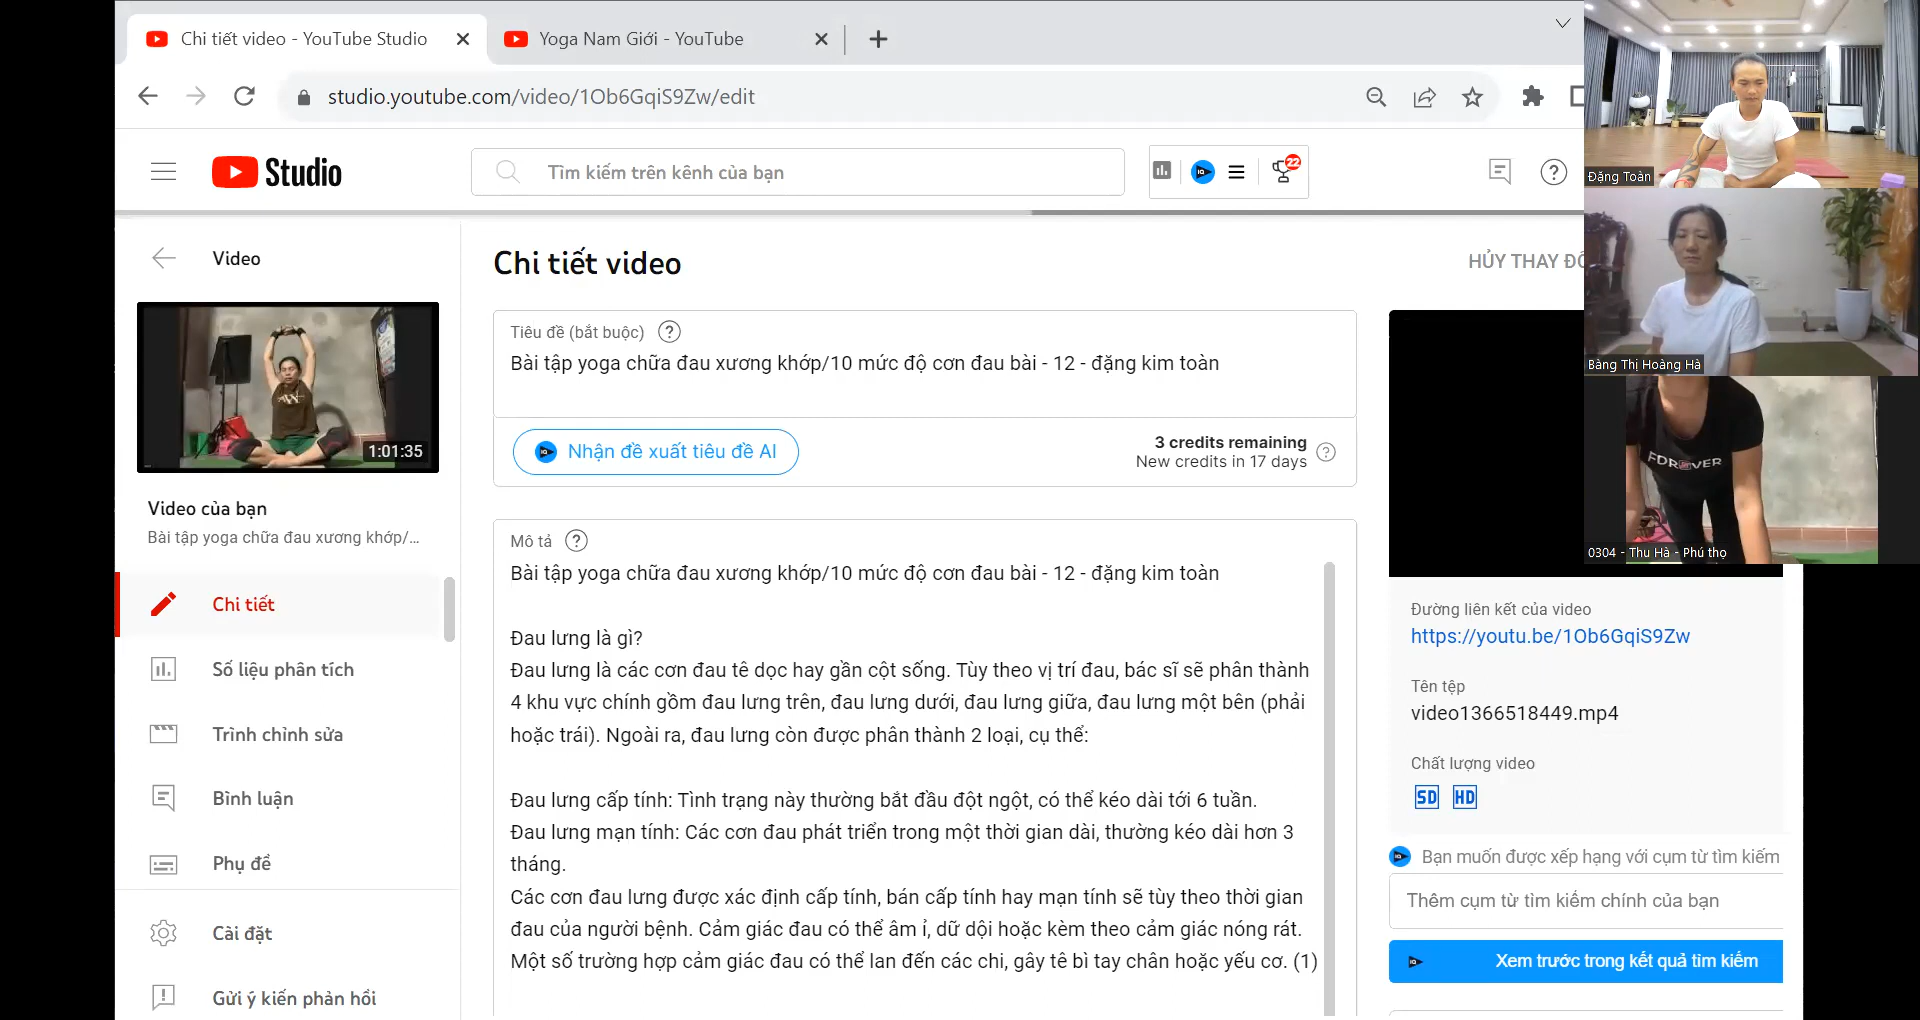 Chi tiết video - YouTube Studio
Yoga Nam Giới - YouTube
studio.youtube.com/video/1Ob6GqiS9Zw/edit
Studio
Tìm kiếm trên kênh của bạn
22
Video
1:01:35
Video của bạn
Bài tập yoga chữa đau xương khớp/...
Chi tiết
Số liệu phân tích
Trình chỉnh sửa
Bình luận
Phụ đề
Cài đặt
Gửi ý kiến phản hồi
Chi tiết video
HỦY THAY ĐỔ
Tiêu đề (bắt buộc)
Bài tập yoga chữa đau xương khớp/10 mức độ cơn đau bài - 12 - đặng kim toàn
Nhận đề xuất tiêu đề AI
3 credits remaining
New credits in 17 days
Mô tả
Bài tập yoga chữa đau xương khớp/10 mức độ cơn đau bài - 12 - đặng kim toàn
Đau lưng là gì?
Đau lưng là các cơn đau tê dọc hay gần cột sống. Tùy theo vị trí đau, bác sĩ sẽ phân thành
4 khu vực chính gồm đau lưng trên, đau lưng dưới, đau lưng giữa, đau lưng một bên (phải
hoặc trái). Ngoài ra, đau lưng còn được phân thành 2 loại, cụ thể:
Đau lưng cấp tính: Tình trạng này thường bắt đầu đột ngột, có thể kéo dài tới 6 tuần.
Đau lưng mạn tính: Các cơn đau phát triển trong một thời gian dài, thường kéo dài hơn 3
tháng.
Các cơn đau lưng được xác định cấp tính, bán cấp tính hay mạn tính sẽ tùy theo thời gian
đau của người bệnh. Cảm giác đau có thể âm ỉ, dữ dội hoặc kèm theo cảm giác nóng rát.
Một số trường hợp cảm giác đau có thể lan đến các chi, gây tê bì tay chân hoặc yếu cơ. (1)
Đường liên kết của video
https://youtu.be/1Ob6GqiS9Zw
Tên tệp
video1366518449.mp4
Chất lượng video
SD HD
Bạn muốn được xếp hạng với cụm từ tìm kiếm
Thêm cụm từ tìm kiếm chính của bạn
Xem trước trong kết quả tìm kiếm
Đặng Toàn
Bàng Thị Hoàng Hà
FOREVER
0304 - Thu Hà - Phú thọ